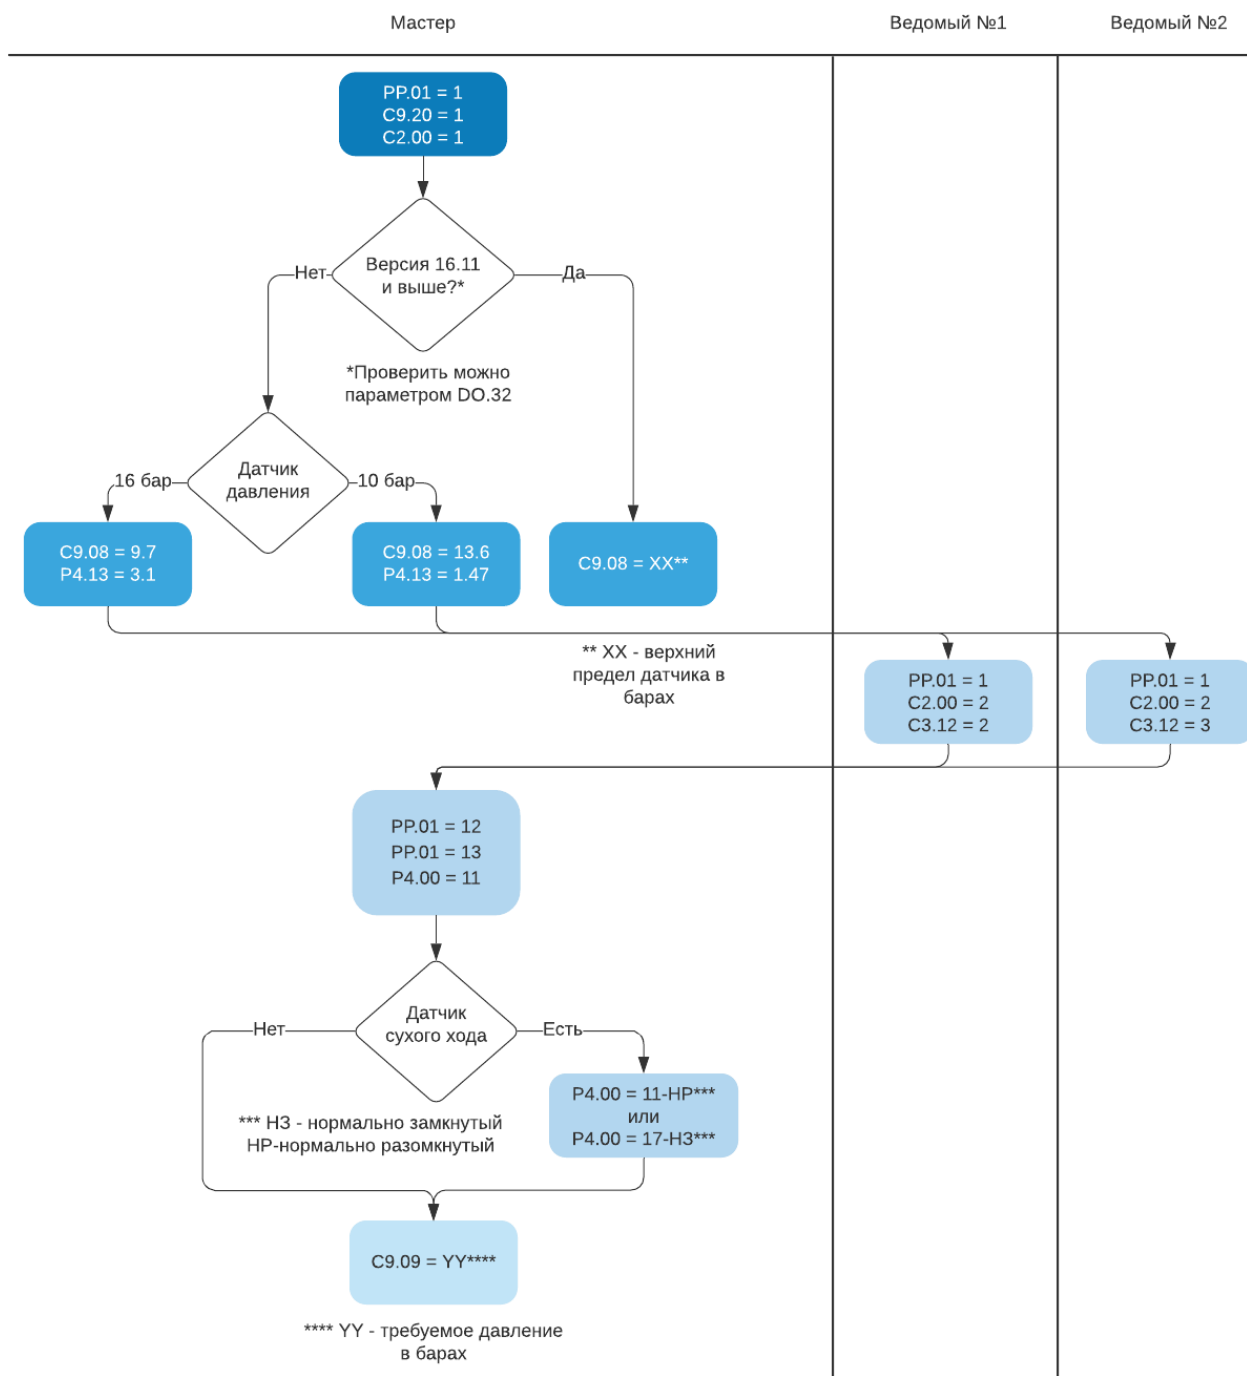 Мастер
Ведомый №1
Ведомый №2
PP.01 = 1
C9.20 = 1
C2.00 = 1
Нет
Версия 16.11
и выше?*
Да
*Проверить можно
параметром DO.32
16 бар
Датчик
давления
10 бар
C9.08 = 9.7
P4.13 = 3.1
C9.08 = 13.6
P4.13 = 1.47
C9.08 = XX**
** XX - верхний
предел датчика в
барах
PP.01 = 1
C2.00 = 2
C3.12 = 2
PP.01 = 1
C2.00 = 2
C3.12 = 3
PP.01 = 12
PP.01 = 13
P4.00 = 11
Нет
Датчик
сухого хода
Есть
P4.00 = 11-НР***
или
P4.00 = 17-НЗ***
*** НЗ - нормально замкнутый
НР-нормально разомкнутый
C9.09 = YY****
**** YY - требуемое давление
в барах